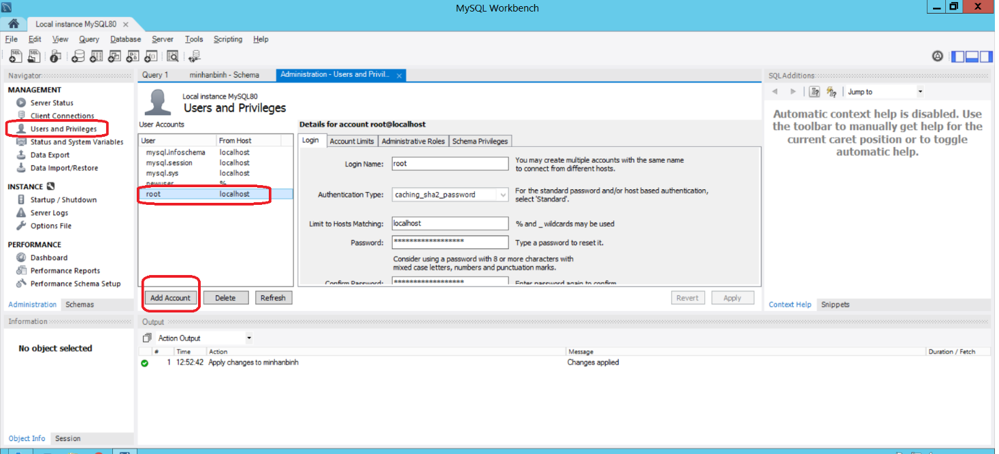 MySQL Workbench
Local instance MySQL80
File Edit View Query Database Server Tools Scripting Help
Navigator
MANAGEMENT
Server Status
Client Connections
Users and Privileges
Status and System Variables
Data Export
Data Import/Restore
INSTANCE
Startup / Shutdown
Server Logs
Options File
PERFORMANCE
Dashboard
Performance Reports
Performance Schema Setup
Administration Schemas
Information
No object selected
Object Info Session
Query 1 minhanbinh - Schema Administration - Users and Privil...
Local instance MySQL80
Users and Privileges
User Accounts
User From Host
mysql.infoschema localhost
mysql.session localhost
mysql.sys localhost
newuser %
root localhost
Add Account Delete Refresh
Details for account root@localhost
Login Account Limits Administrative Roles Schema Privileges
Login Name: root You may create multiple accounts with the same name
to connect from different hosts.
Authentication Type: caching_sha2_password For the standard password and/or host based authentication,
select 'Standard'.
Limit to Hosts Matching: localhost % and _ wildcards may be used
Password: ****************** Type a password to reset it.
Consider using a password with 8 or more characters with
mixed case letters, numbers and punctuation marks.
Confirm Password: ****************** Enter password again to confirm.
Revert Apply
SQLAdditions
Jump to
Automatic context help is disabled. Use
the toolbar to manually get help for the
current caret position or to toggle
automatic help.
Context Help Snippets
Output
Action Output
# Time Action Message Duration / Fetch
1 12:52:42 Apply changes to minhanbinh Changes applied